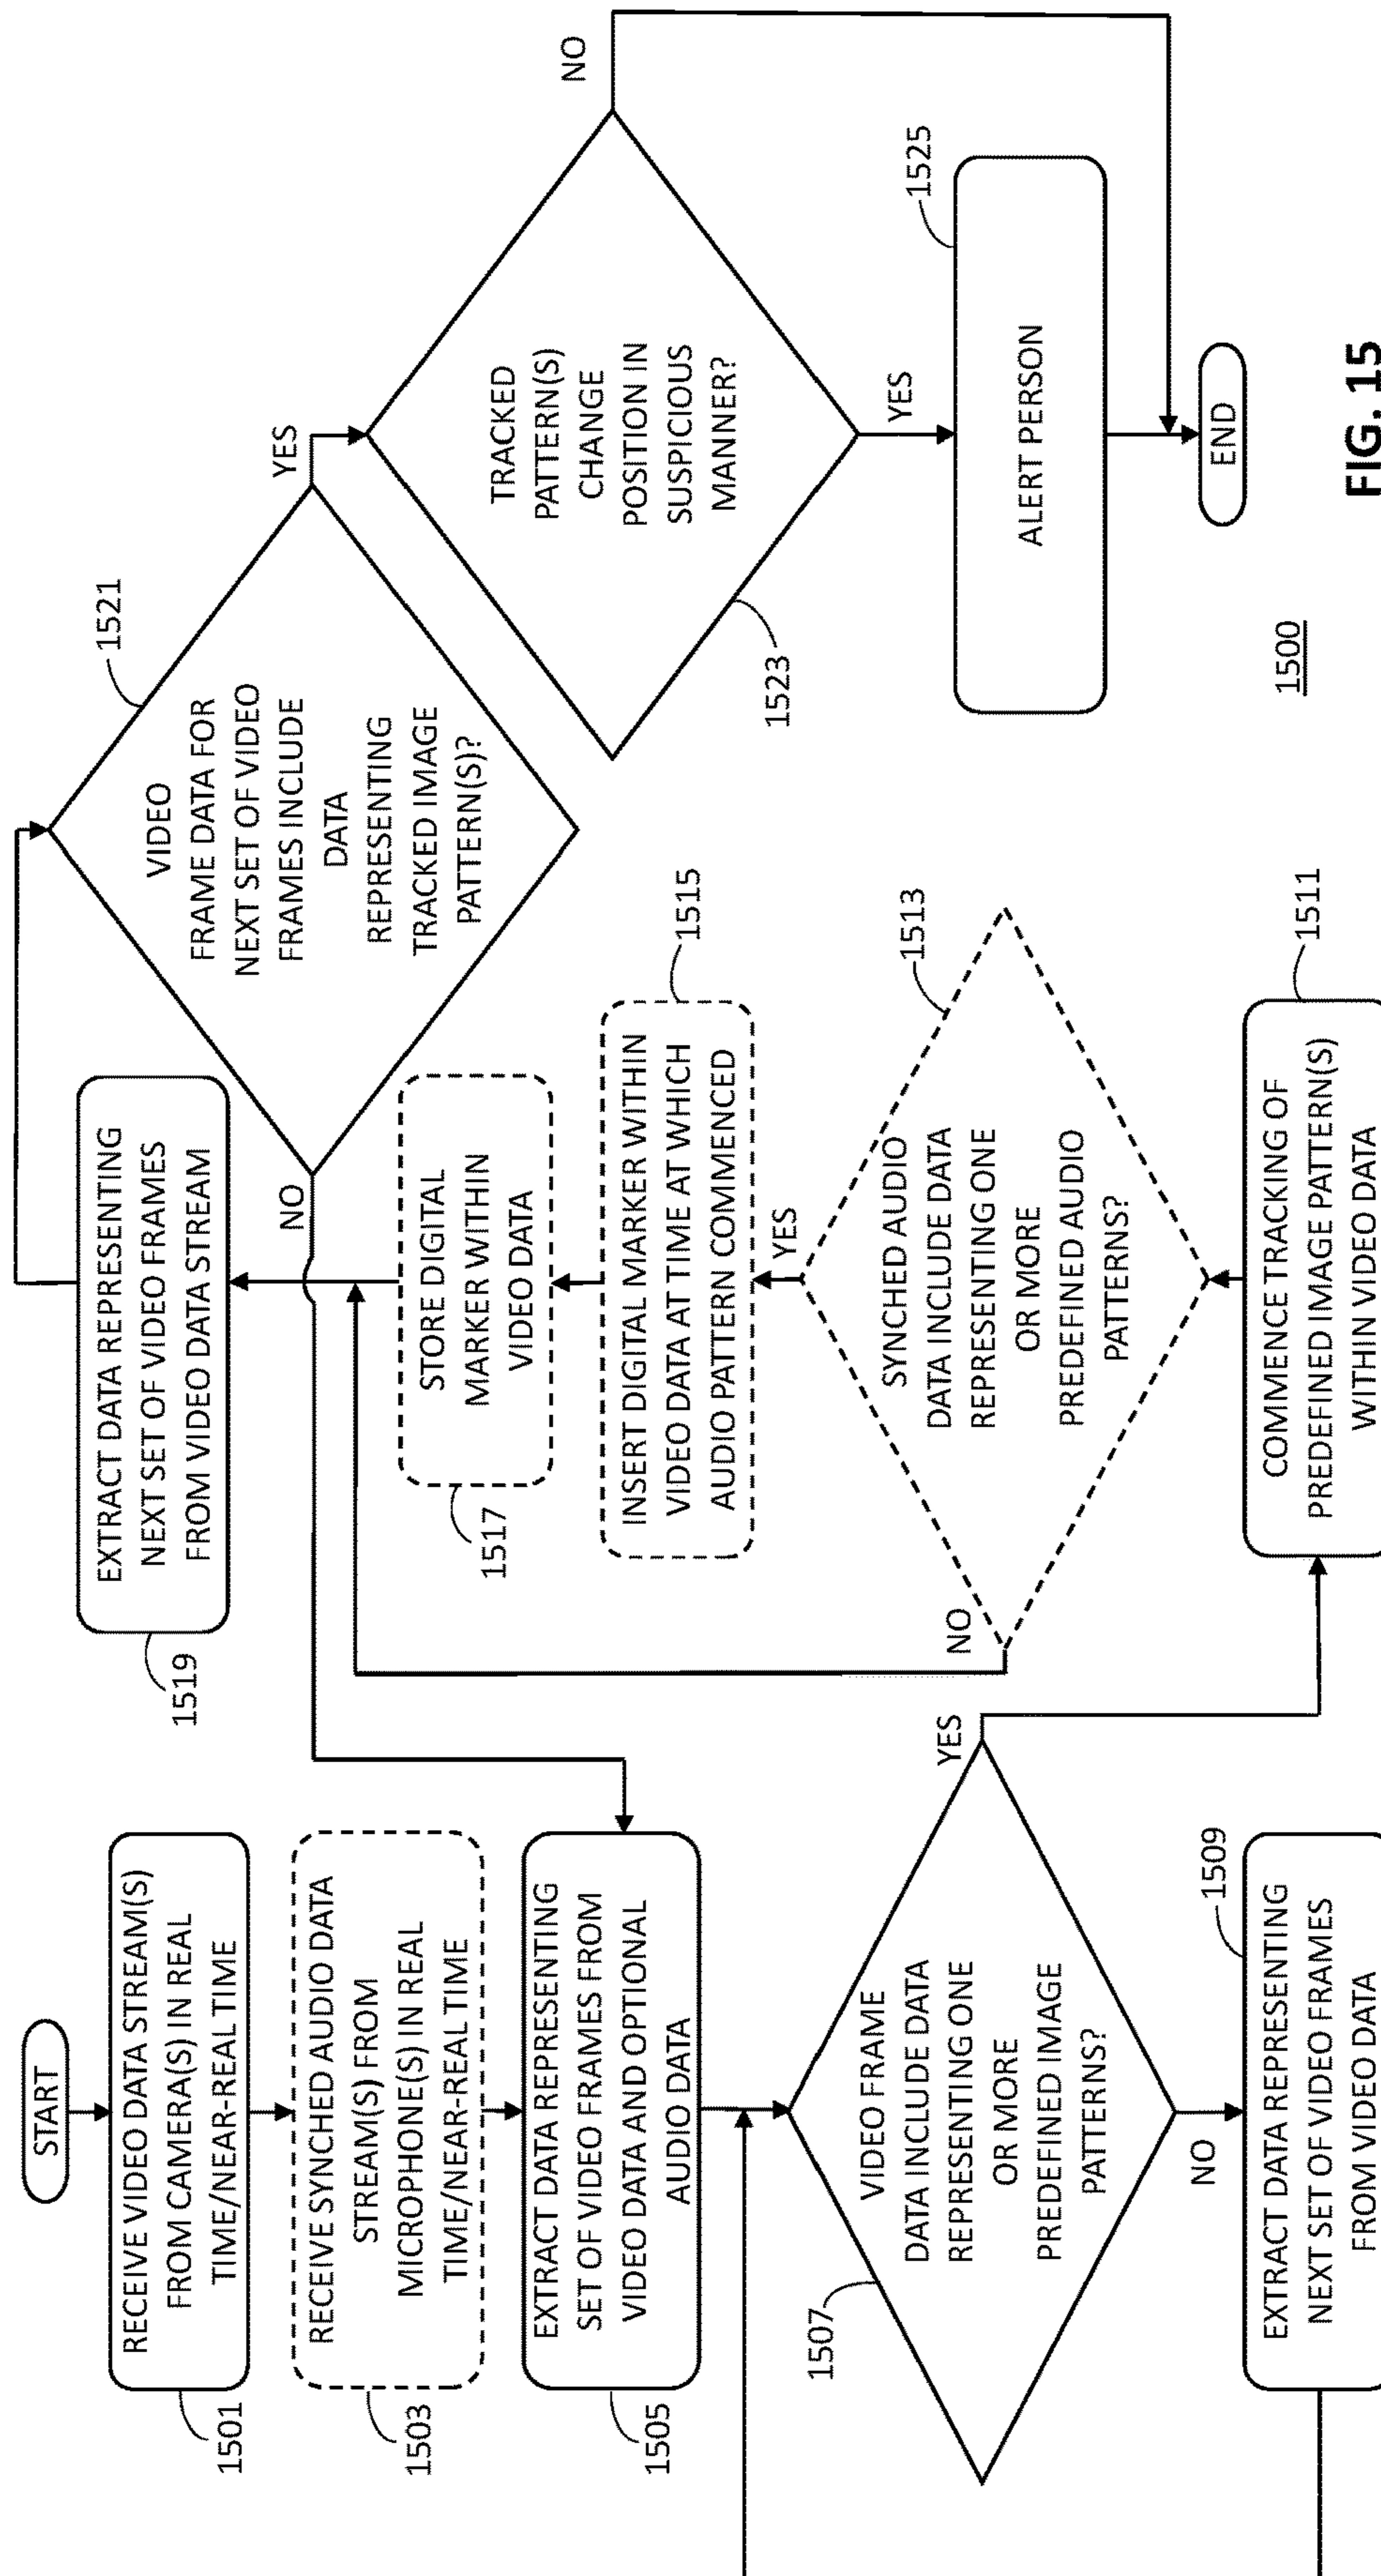 START
RECEIVE VIDEO DATA STREAM(S)
FROM CAMERA(S) IN REAL
TIME/NEAR-REAL TIME
1501
RECEIVE SYNCHED AUDIO DATA
STREAM(S) FROM
MICROPHONE(S) IN REAL
TIME/NEAR-REAL TIME
1503
EXTRACT DATA REPRESENTING
SET OF VIDEO FRAMES FROM
VIDEO DATA AND OPTIONAL
AUDIO DATA
1505
VIDEO FRAME
DATA INCLUDE DATA
REPRESENTING ONE
OR MORE
PREDEFINED IMAGE
PATTERNS?
1507
YES
NO
EXTRACT DATA REPRESENTING
NEXT SET OF VIDEO FRAMES
FROM VIDEO DATA
1509
EXTRACT DATA REPRESENTING
NEXT SET OF VIDEO FRAMES
FROM VIDEO DATA STREAM
1519
NO
STORE DIGITAL
MARKER WITHIN
VIDEO DATA
1517
INSERT DIGITAL MARKER WITHIN
VIDEO DATA AT TIME AT WHICH
AUDIO PATTERN COMMENCED
1515
YES
SYNCHED AUDIO
DATA INCLUDE DATA
REPRESENTING ONE
OR MORE
PREDEFINED AUDIO
PATTERNS?
1513
NO
COMMENCE TRACKING OF
PREDEFINED IMAGE PATTERN(S)
WITHIN VIDEO DATA
1511
VIDEO
FRAME DATA FOR
NEXT SET OF VIDEO
FRAMES INCLUDE
DATA
REPRESENTING
TRACKED IMAGE
PATTERN(S)?
1521
YES
TRACKED
PATTERN(S)
CHANGE
POSITION IN
SUSPICIOUS
MANNER?
1523
NO
YES
ALERT PERSON
1525
END
1500
FIG. 15